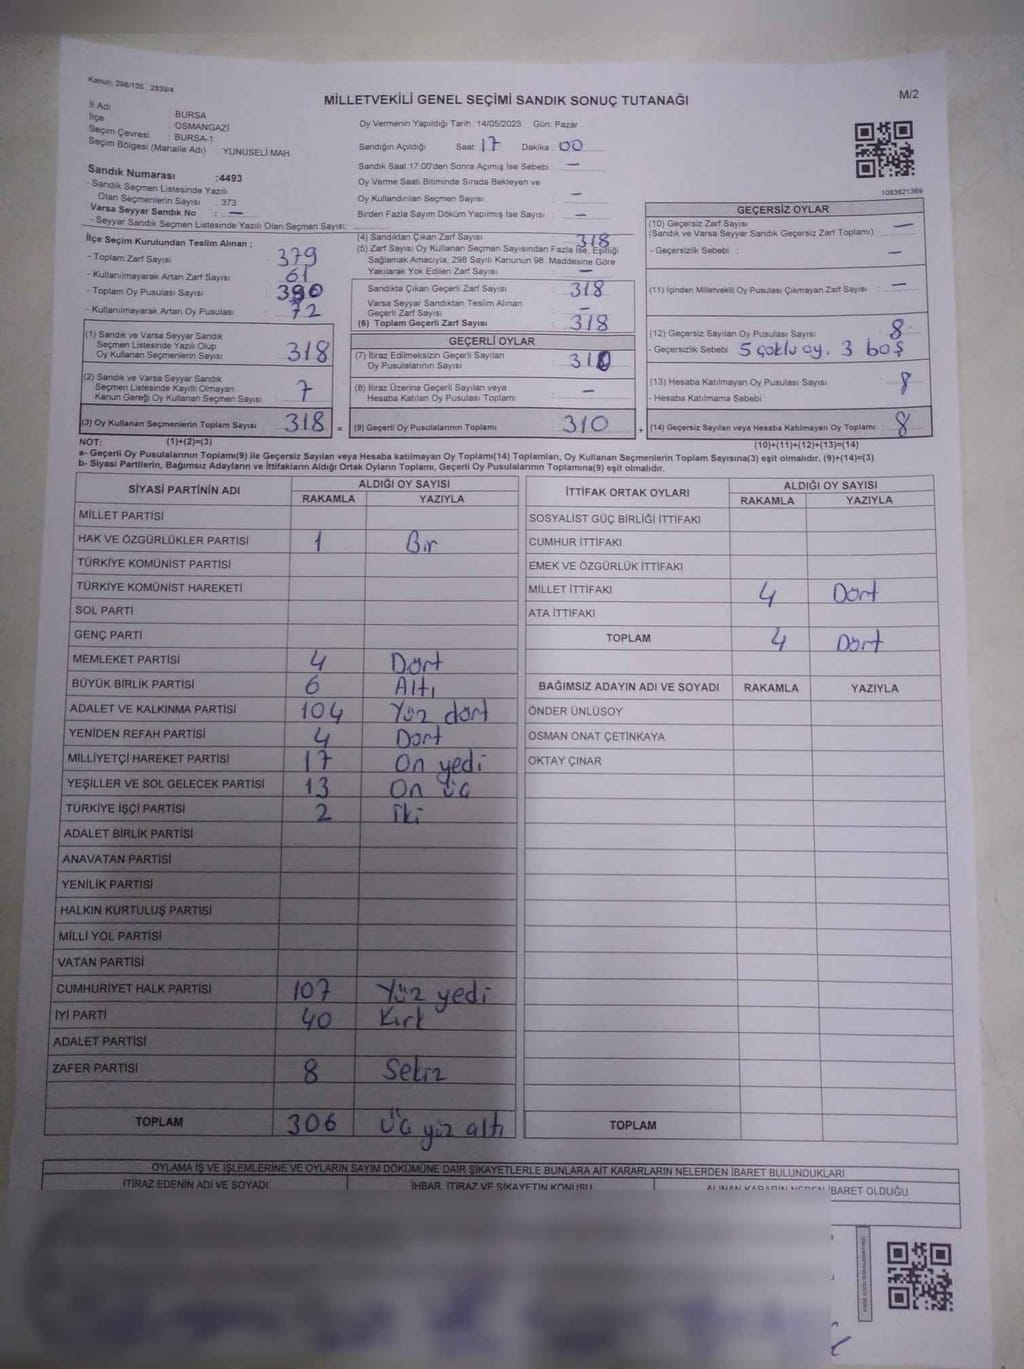 Kanun: 298/105 - 2839/4
MİLLETVEKİLİ GENEL SEÇİMİ SANDIK SONUÇ TUTANAĞI
M/2
İl Adı : BURSA
İlçe : OSMANGAZİ
Seçim Çevresi : BURSA-1
Seçim Bölgesi (Mahalle Adı) : YUNUSELİ MAH.
Sandık Numarası :4493
- Sandık Seçmen Listesinde Yazılı
Olan Seçmenlerin Sayısı : 373
Varsa Seyyar Sandık No : —
- Seyyar Sandık Seçmen Listesinde Yazılı Olan Seçmen Sayısı:
Oy Vermenin Yapıldığı Tarih: 14/05/2023 Gün: Pazar
Sandığın Açıldığı Saat: 17 Dakika: 00
Sandık Saat 17:00'den Sonra Açılmış İse Sebebi : —
Oy Verme Saati Bitiminde Sırada Bekleyen ve
Oy Kullandırılan Seçmen Sayısı : —
Birden Fazla Sayım Döküm Yapılmış İse Sayısı : —
1083621369
İlçe Seçim Kurulundan Teslim Alınan :
- Toplam Zarf Sayısı : 379
- Kullanılmayarak Artan Zarf Sayısı : 61
- Toplam Oy Pusulası Sayısı : 390
- Kullanılmayarak Artan Oy Pusulası : 72
(1) Sandık ve Varsa Seyyar Sandık
Seçmen Listesinde Yazılı Olup
Oy Kullanan Seçmenlerin Sayısı : 318
(2) Sandık ve Varsa Seyyar Sandık
Seçmen Listesinde Kayıtlı Olmayan
Kanun Gereği Oy Kullanan Seçmen Sayısı : 7
(3) Oy Kullanan Seçmenlerin Toplam Sayısı : 318 =
(4) Sandıktan Çıkan Zarf Sayısı : 318
(5) Zarf Sayısı Oy Kullanan Seçmen Sayısından Fazla İse, Eşitliği
Sağlamak Amacıyla, 298 Sayılı Kanunun 98. Maddesine Göre
Yakılarak Yok Edilen Zarf Sayısı : —
Sandıkta Çıkan Geçerli Zarf Sayısı : 318
Varsa Seyyar Sandıktan Teslim Alınan
Geçerli Zarf Sayısı : —
(6) Toplam Geçerli Zarf Sayısı : 318
GEÇERLİ OYLAR
(7) İtiraz Edilmeksizin Geçerli Sayılan
Oy Pusulalarının Sayısı : 310
(8) İtiraz Üzerine Geçerli Sayılan veya
Hesaba Katılan Oy Pusulası Toplamı : —
(9) Geçerli Oy Pusulalarının Toplamı : 310 +
GEÇERSİZ OYLAR
(10) Geçersiz Zarf Sayısı
(Sandık ve Varsa Seyyar Sandık Geçersiz Zarf Toplamı) : —
- Geçersizlik Sebebi : —
(11) İçinden Milletvekili Oy Pusulası Çıkmayan Zarf Sayısı : —
(12) Geçersiz Sayılan Oy Pusulası Sayısı : 8
- Geçersizlik Sebebi : 5 çoklu oy, 3 boş
(13) Hesaba Katılmayan Oy Pusulası Sayısı : 8
- Hesaba Katılmama Sebebi :
(14) Geçersiz Sayılan veya Hesaba Katılmayan Oy Toplamı : 8
NOT: (1)+(2)=(3)
(10)+(11)+(12)+(13)=(14)
a- Geçerli Oy Pusulalarının Toplamı(9) ile Geçersiz Sayılan veya Hesaba katılmayan Oy Toplamı(14) Toplamları, Oy Kullanan Seçmenlerin Toplam Sayısına(3) eşit olmalıdır. (9)+(14)=(3)
b- Siyasi Partilerin, Bağımsız Adayların ve İttifakların Aldığı Ortak Oyların Toplamı, Geçerli Oy Pusulalarının Toplamına(9) eşit olmalıdır.
SİYASİ PARTİNİN ADI ALDIĞI OY SAYISI
RAKAMLA YAZIYLA
MİLLET PARTİSİ
HAK VE ÖZGÜRLÜKLER PARTİSİ 1 Bir
TÜRKİYE KOMÜNİST PARTİSİ
TÜRKİYE KOMÜNİST HAREKETİ
SOL PARTİ
GENÇ PARTİ
MEMLEKET PARTİSİ 4 Dört
BÜYÜK BİRLİK PARTİSİ 6 Altı
ADALET VE KALKINMA PARTİSİ 104 Yüz dört
YENİDEN REFAH PARTİSİ 4 Dört
MİLLİYETÇİ HAREKET PARTİSİ 17 On yedi
YEŞİLLER VE SOL GELECEK PARTİSİ 13 On üç
TÜRKİYE İŞÇİ PARTİSİ 2 İki
ADALET BİRLİK PARTİSİ
ANAVATAN PARTİSİ
YENİLİK PARTİSİ
HALKIN KURTULUŞ PARTİSİ
MİLLİ YOL PARTİSİ
VATAN PARTİSİ
CUMHURİYET HALK PARTİSİ 107 Yüz yedi
İYİ PARTİ 40 Kırk
ADALET PARTİSİ
ZAFER PARTİSİ 8 Sekiz
TOPLAM 306 Üç yüz altı
İTTİFAK ORTAK OYLARI ALDIĞI OY SAYISI
RAKAMLA YAZIYLA
SOSYALİST GÜÇ BİRLİĞİ İTTİFAKI
CUMHUR İTTİFAKI
EMEK VE ÖZGÜRLÜK İTTİFAKI
MİLLET İTTİFAKI 4 Dört
ATA İTTİFAKI
TOPLAM 4 Dört
BAĞIMSIZ ADAYIN ADI VE SOYADI RAKAMLA YAZIYLA
ÖNDER ÜNLÜSOY
OSMAN ONAT ÇETİNKAYA
OKTAY ÇINAR
TOPLAM
OYLAMA İŞ VE İŞLEMLERİNE VE OYLARIN SAYIM DÖKÜMÜNE DAİR ŞİKAYETLERLE BUNLARA AİT KARARLARIN NELERDEN İBARET BULUNDUKLARI
İTİRAZ EDENİN ADI VE SOYADI İHBAR, İTİRAZ VE ŞİKAYETİN KONUSU ALINAN KARARIN NEDEN İBARET OLDUĞU